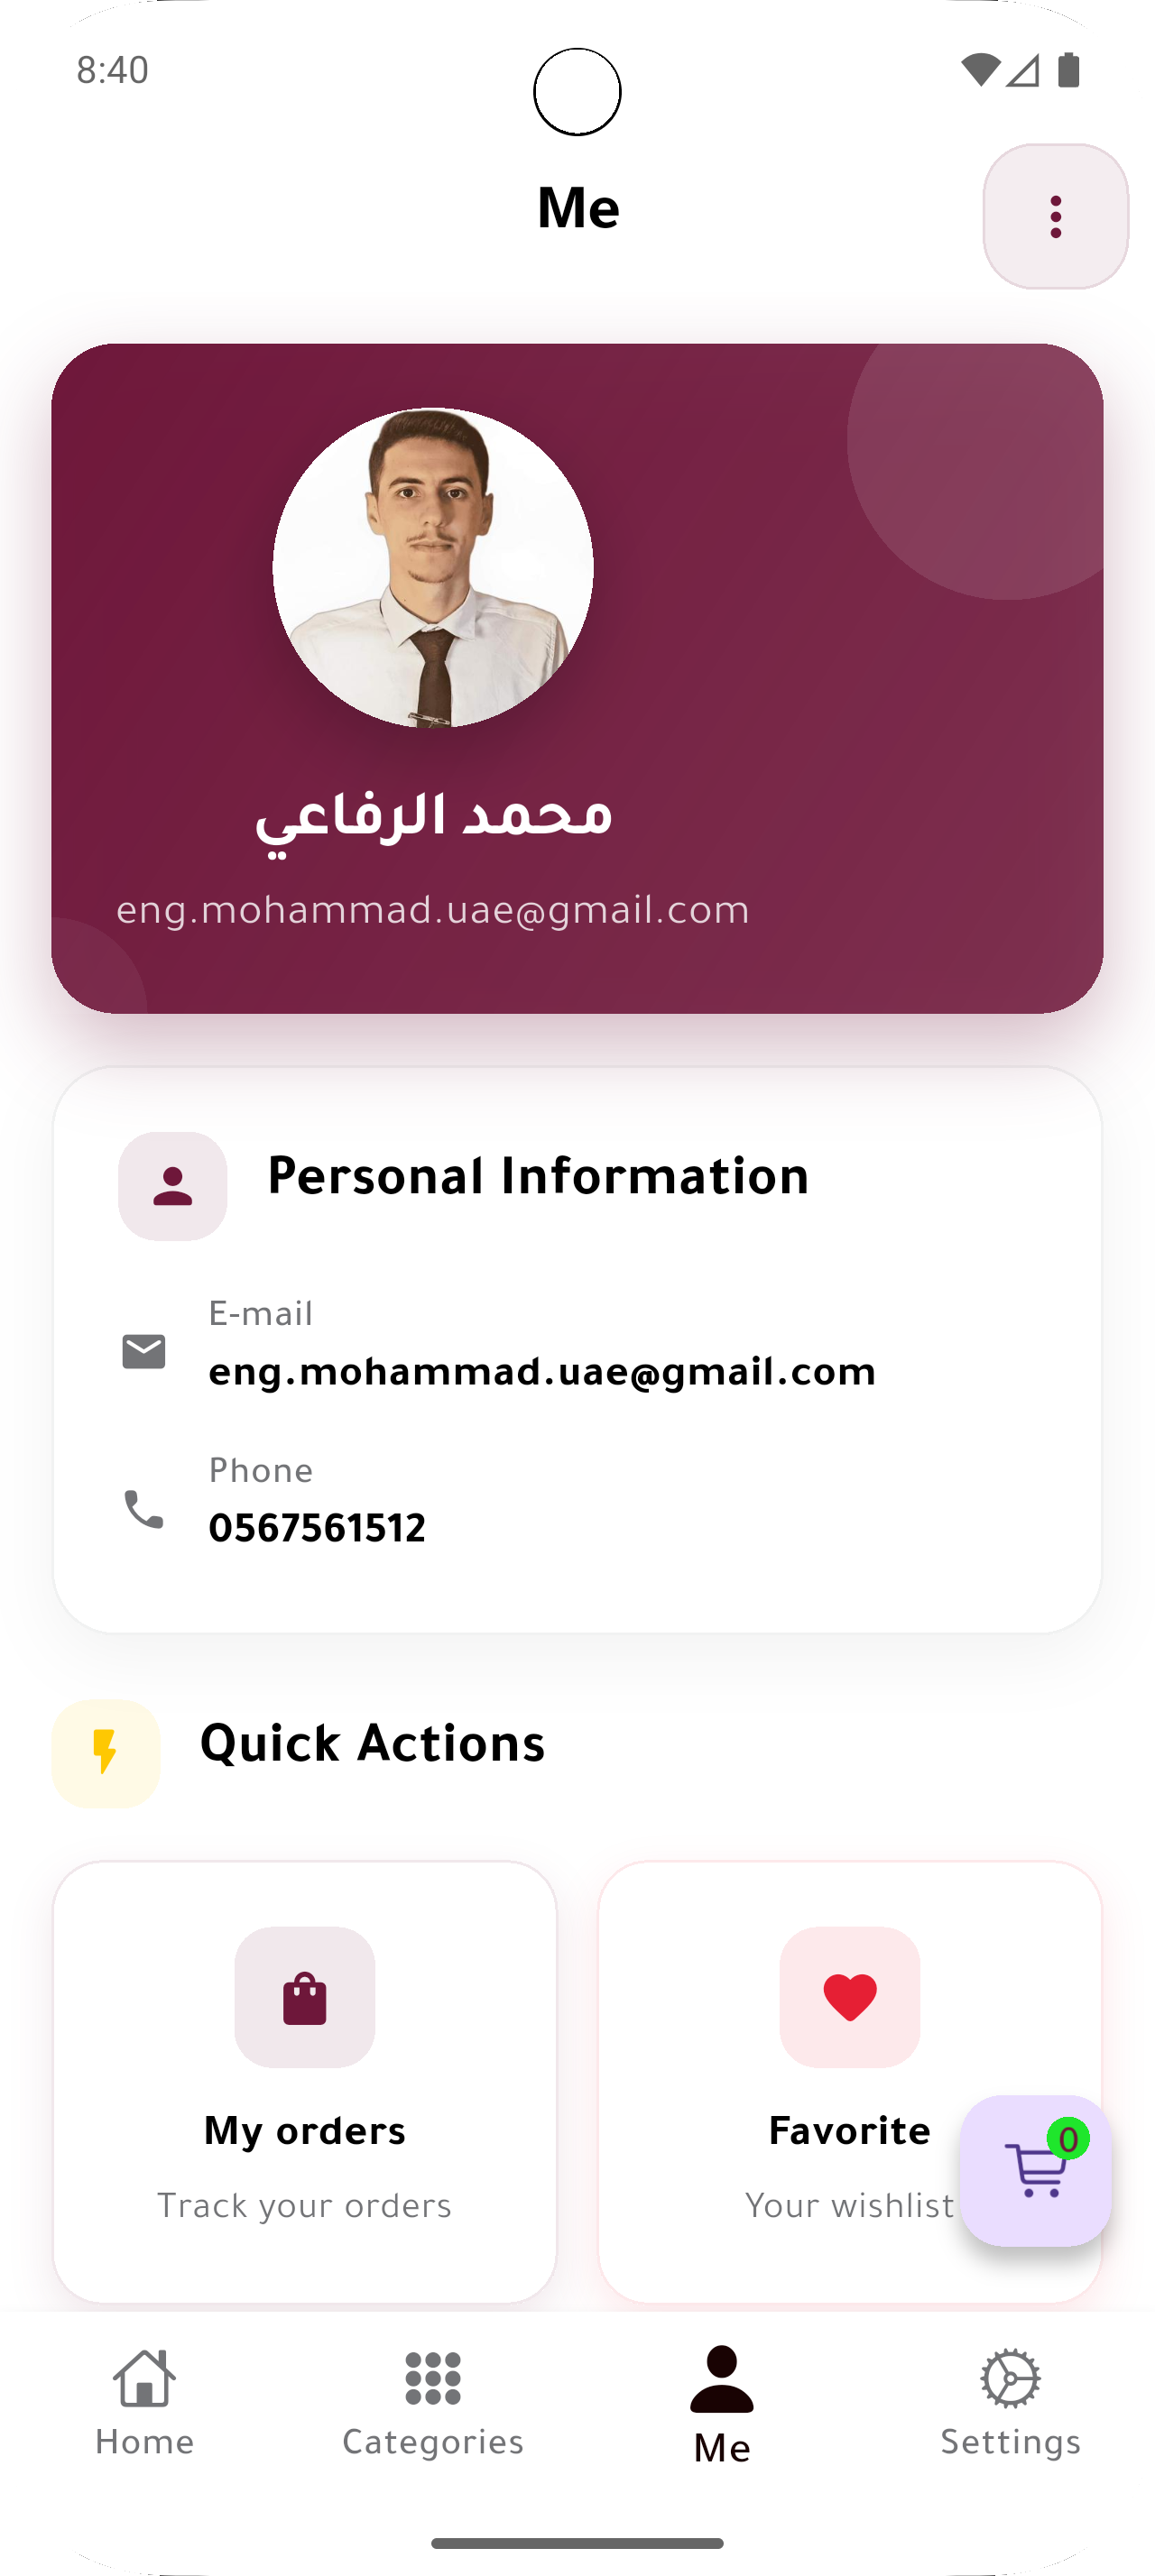 8:40
Me
محمد الرفاعي
eng.mohammad.uae@gmail.com
Personal Information
E-mail
eng.mohammad.uae@gmail.com
Phone
0567561512
Quick Actions
My orders
Track your orders
Favorite
Your wishlist
0
Home
Categories
Me
Settings